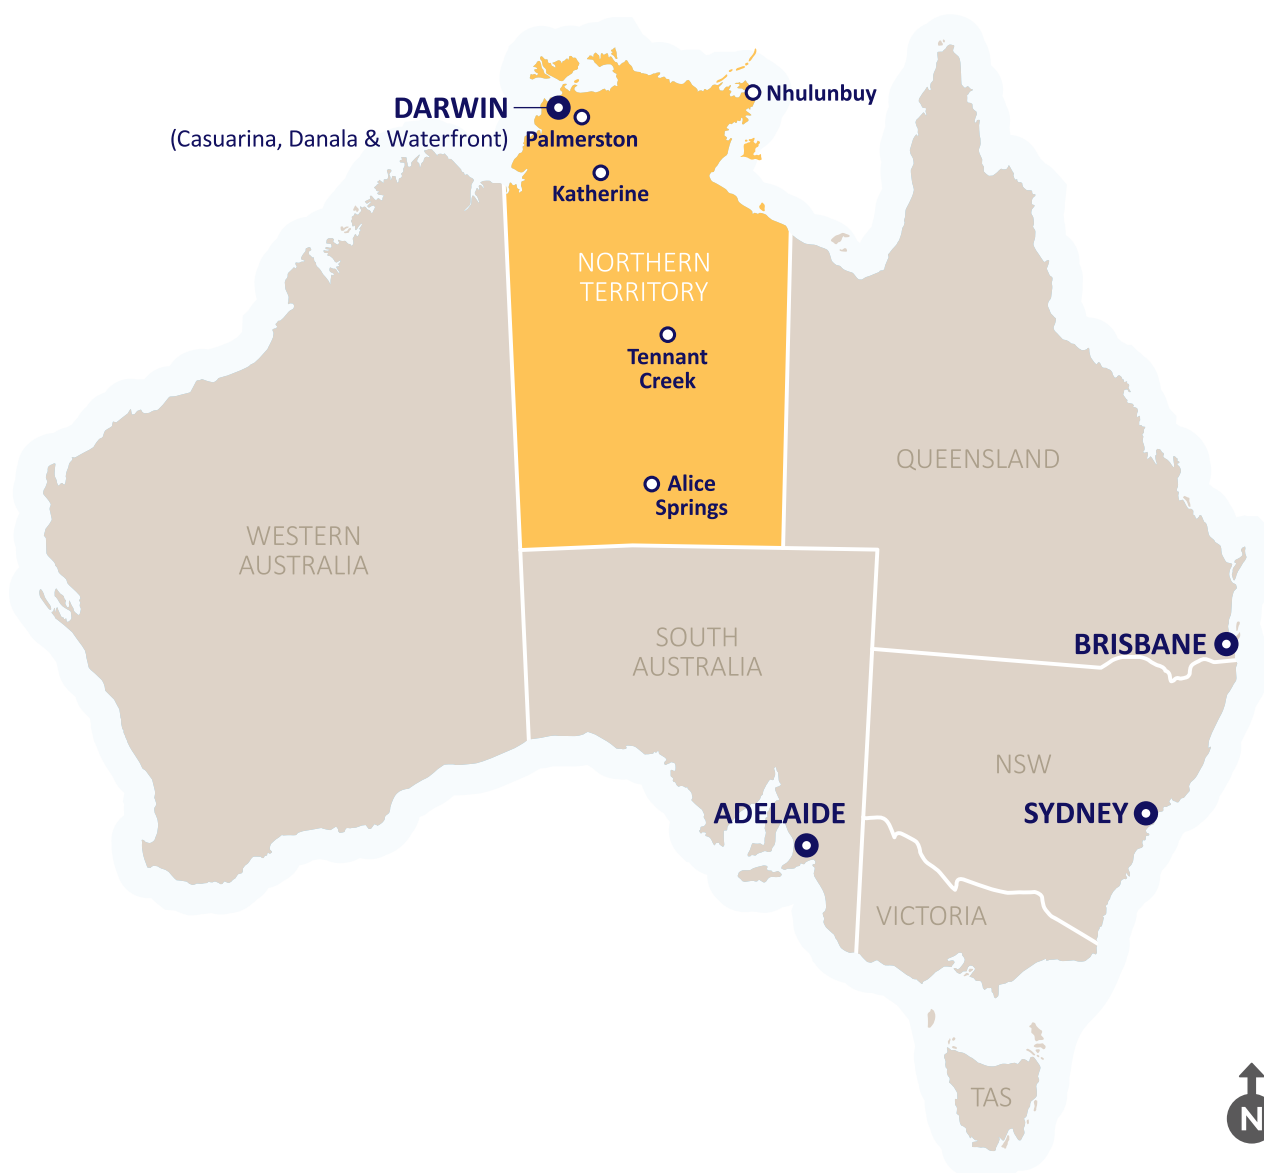 DARWIN
(Casuarina, Danala & Waterfront)
Nhulunbuy
Palmerston
Katherine
NORTHERN
TERRITORY
Tennant
Creek
Alice
Springs
QUEENSLAND
WESTERN
AUSTRALIA
SOUTH
AUSTRALIA
BRISBANE
NSW
ADELAIDE
SYDNEY
VICTORIA
TAS
N